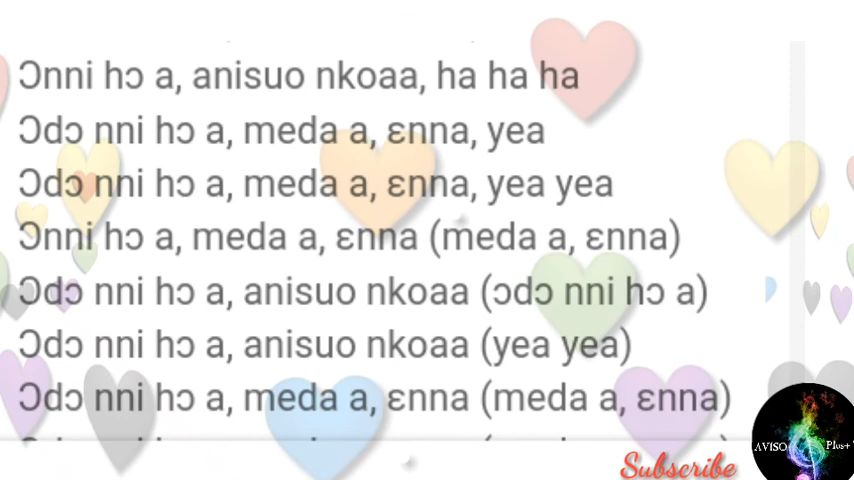 Ɔnni hɔ a, anisuo nkoaa, ha ha ha
Ɔdɔ nni hɔ a, meda a, ɛnna, yea
Ɔdɔ nni hɔ a, meda a, ɛnna, yea yea
Ɔnni hɔ a, meda a, ɛnna (meda a, ɛnna)
Ɔdɔ nni hɔ a, anisuo nkoaa (ɔdɔ nni hɔ a)
Ɔdɔ nni hɔ a, anisuo nkoaa (yea yea)
Ɔdɔ nni hɔ a, meda a, ɛnna (meda a, ɛnna)
AVISO Plus+
Subscribe